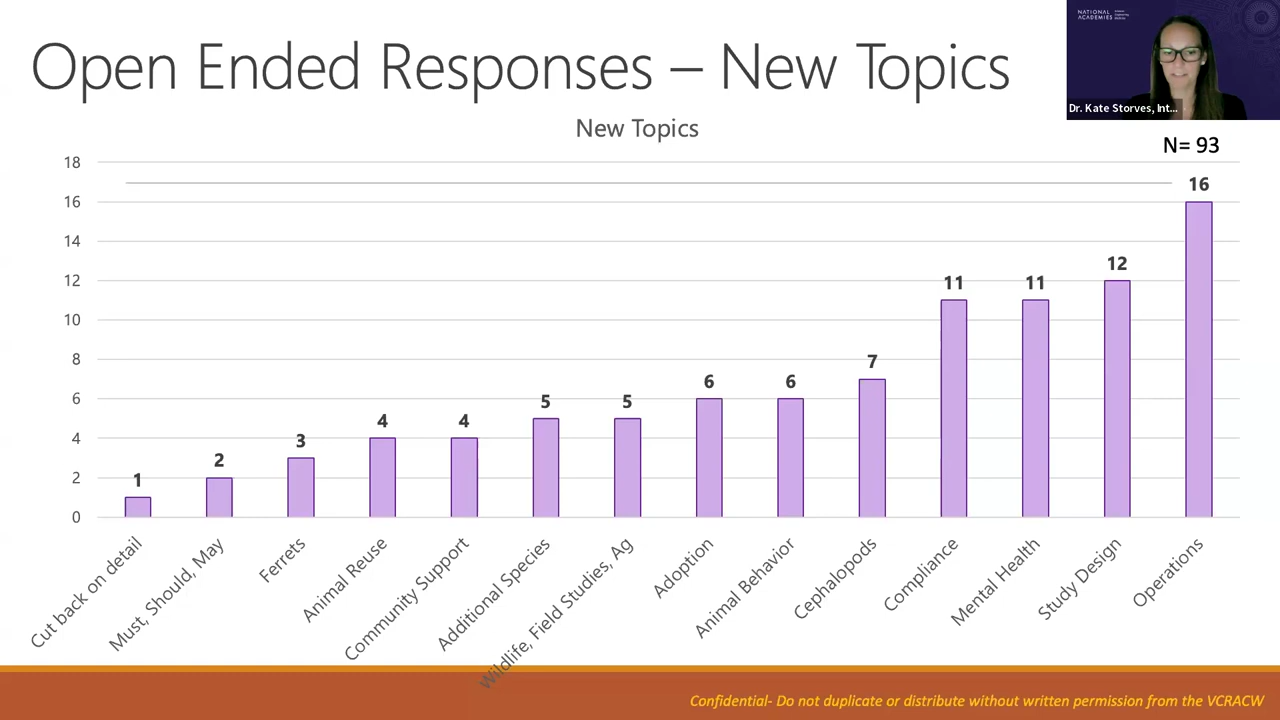 Open Ended Responses – New Topics
NATIONAL
ACADEMIES
Sciences
Engineering
Medicine
Dr. Kate Storves, Int...
New Topics
N= 93
18
16
14
12
10
8
6
4
2
0
1
2
3
4
4
5
5
6
6
7
11
11
12
16
Cut back on detail
Must, Should, May
Ferrets
Animal Reuse
Community Support
Additional Species
Wildlife, Field Studies, Ag
Adoption
Animal Behavior
Cephalopods
Compliance
Mental Health
Study Design
Operations
Confidential- Do not duplicate or distribute without written permission from the VCRACW